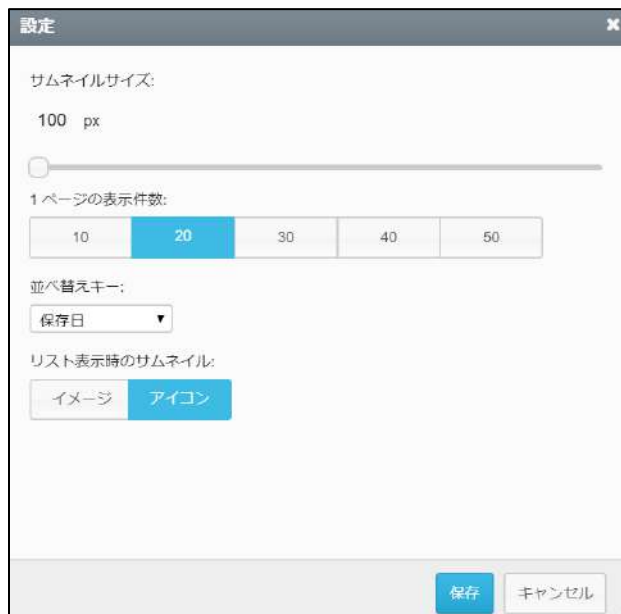 設定
サムネイルサイズ:
100 px
1 ページの表示件数:
10 20 30 40 50
並べ替えキー:
保存日
リスト表示時のサムネイル:
イメージ アイコン
保存 キャンセル